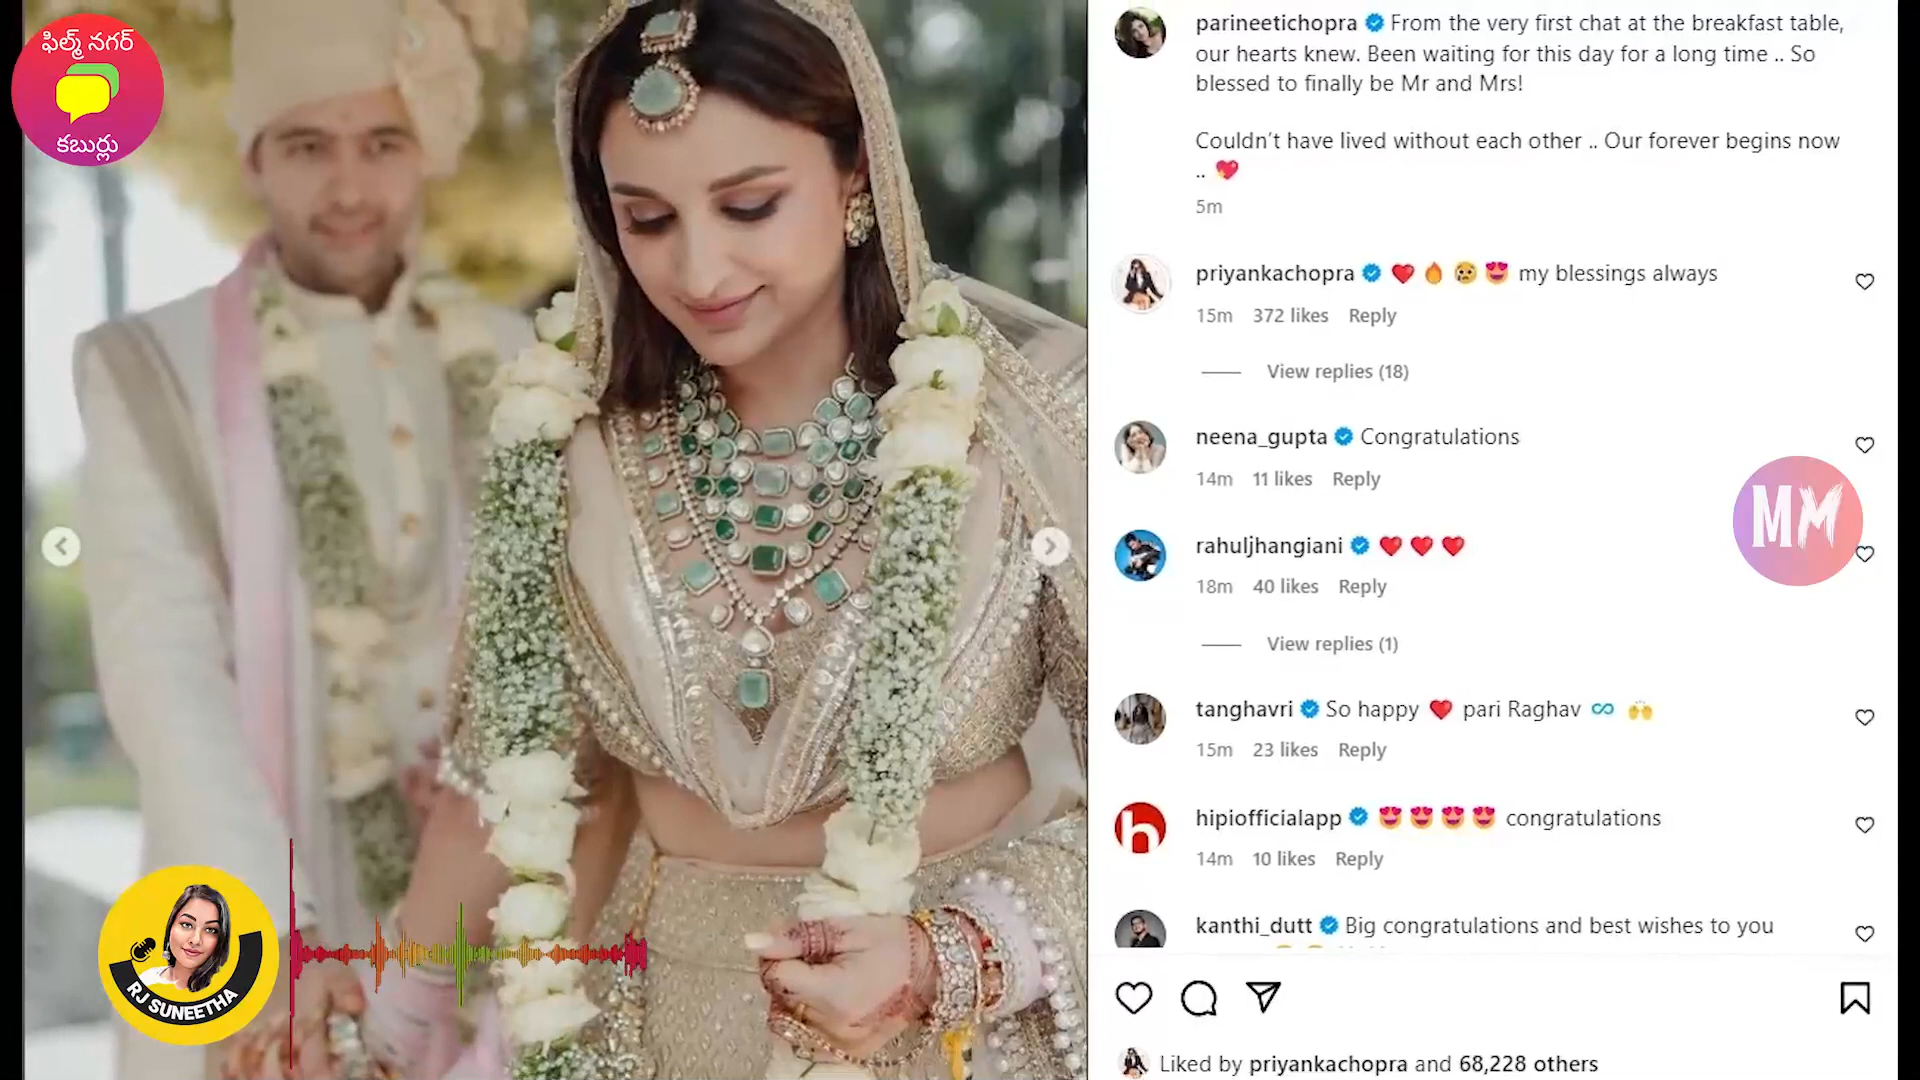 ఫిల్మ్ నగర్
కబుర్లు
parineetichopra From the very first chat at the breakfast table,
our hearts knew. Been waiting for this day for a long time .. So
blessed to finally be Mr and Mrs!
Couldn't have lived without each other .. Our forever begins now
.. 💖
5m
priyankachopra ❤️ 🔥 😢 😍 my blessings always
15m 372 likes Reply
View replies (18)
neena_gupta Congratulations
14m 11 likes Reply
MM
rahuljhangiani ❤️ ❤️ ❤️
18m 40 likes Reply
View replies (1)
tanghavri So happy ❤️ pari Raghav ♾️ 🙌
15m 23 likes Reply
h
hipiofficialapp 😍 😍 😍 😍 congratulations
14m 10 likes Reply
kanthi_dutt Big congratulations and best wishes to you
RJ SUNEETHA
Liked by priyankachopra and 68,228 others